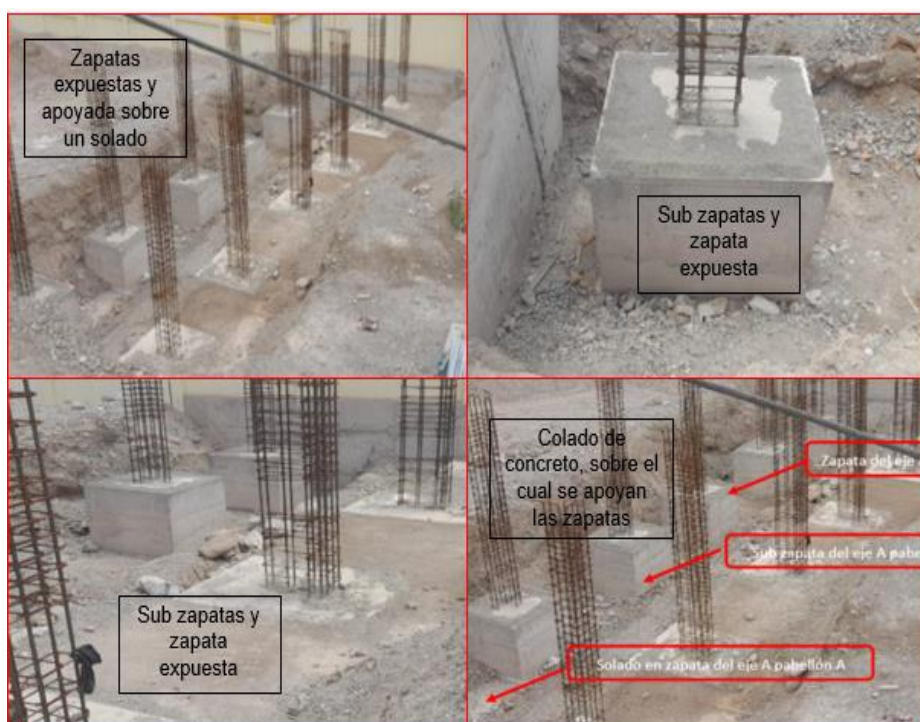 Zapatas
expuestas y
apoyada sobre
un solado
Sub zapatas y
zapata
expuesta
Sub zapatas y
zapata
expuesta
Colado de
concreto, sobre el
cual se apoyan
las zapatas
Zapata del eje
Sub zapata del eje A
Solado en zapata del eje A pabellón A